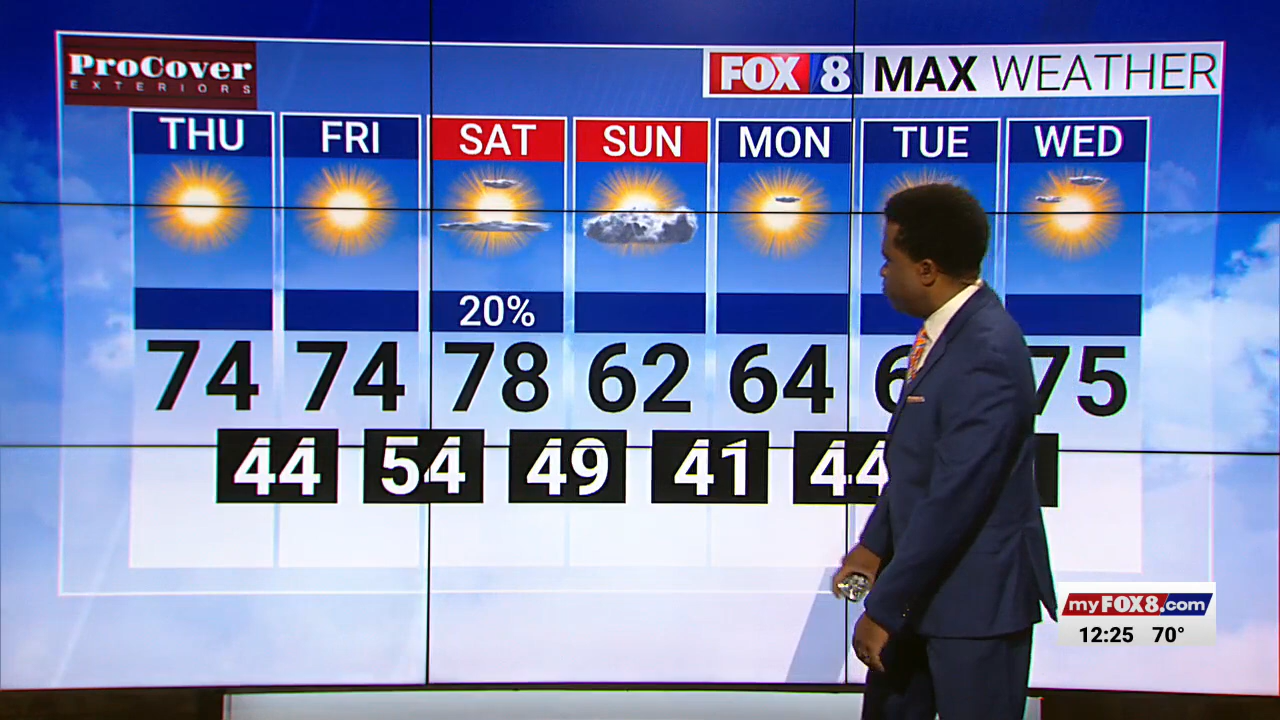 ProCover
EXTERIORS
FOX 8 MAX WEATHER
THU FRI SAT SUN MON TUE WED
20%
74 74 78 62 64 75
44 54 49 41 44
myFOX8.com
12:25 70°